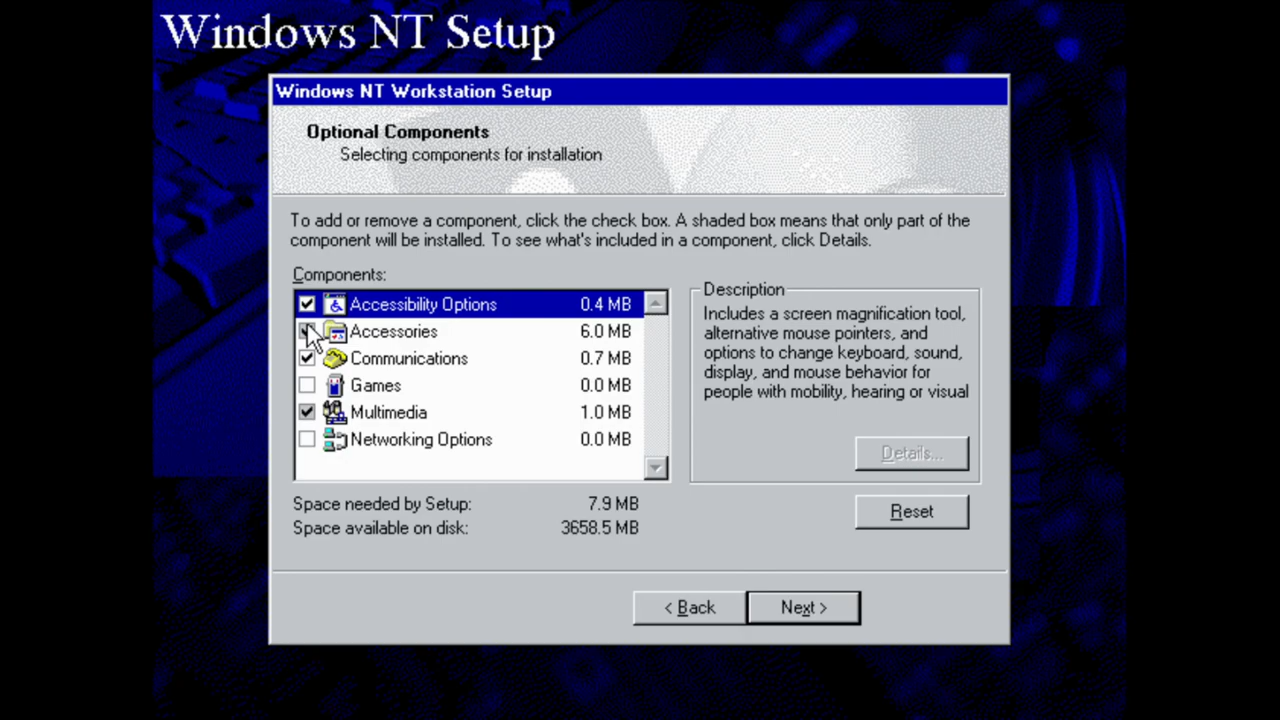 Windows NT Setup
Windows NT Workstation Setup
Optional Components
Selecting components for installation
To add or remove a component, click the check box. A shaded box means that only part of the
component will be installed. To see what's included in a component, click Details.
Components:
Accessibility Options 0.4 MB
Accessories 6.0 MB
Communications 0.7 MB
Games 0.0 MB
Multimedia 1.0 MB
Networking Options 0.0 MB
Space needed by Setup: 7.9 MB
Space available on disk: 3658.5 MB
Description
Includes a screen magnification tool,
alternative mouse pointers, and
options to change keyboard, sound,
display, and mouse behavior for
people with mobility, hearing or visual
Details...
Reset
< Back
Next >